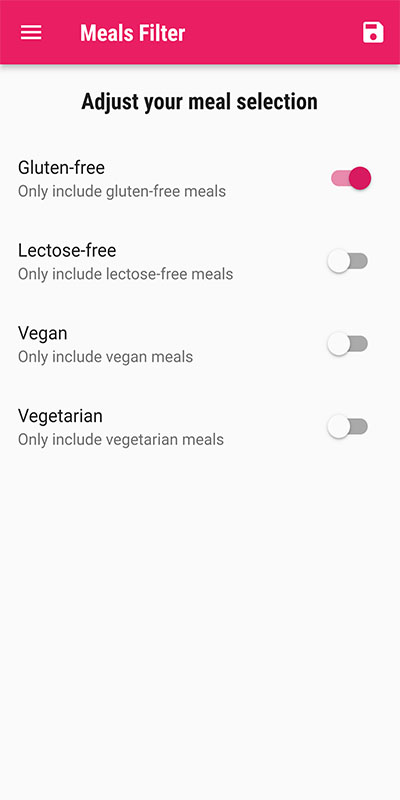 Meals Filter
Adjust your meal selection
Gluten-free
Only include gluten-free meals
Lectose-free
Only include lectose-free meals
Vegan
Only include vegan meals
Vegetarian
Only include vegetarian meals